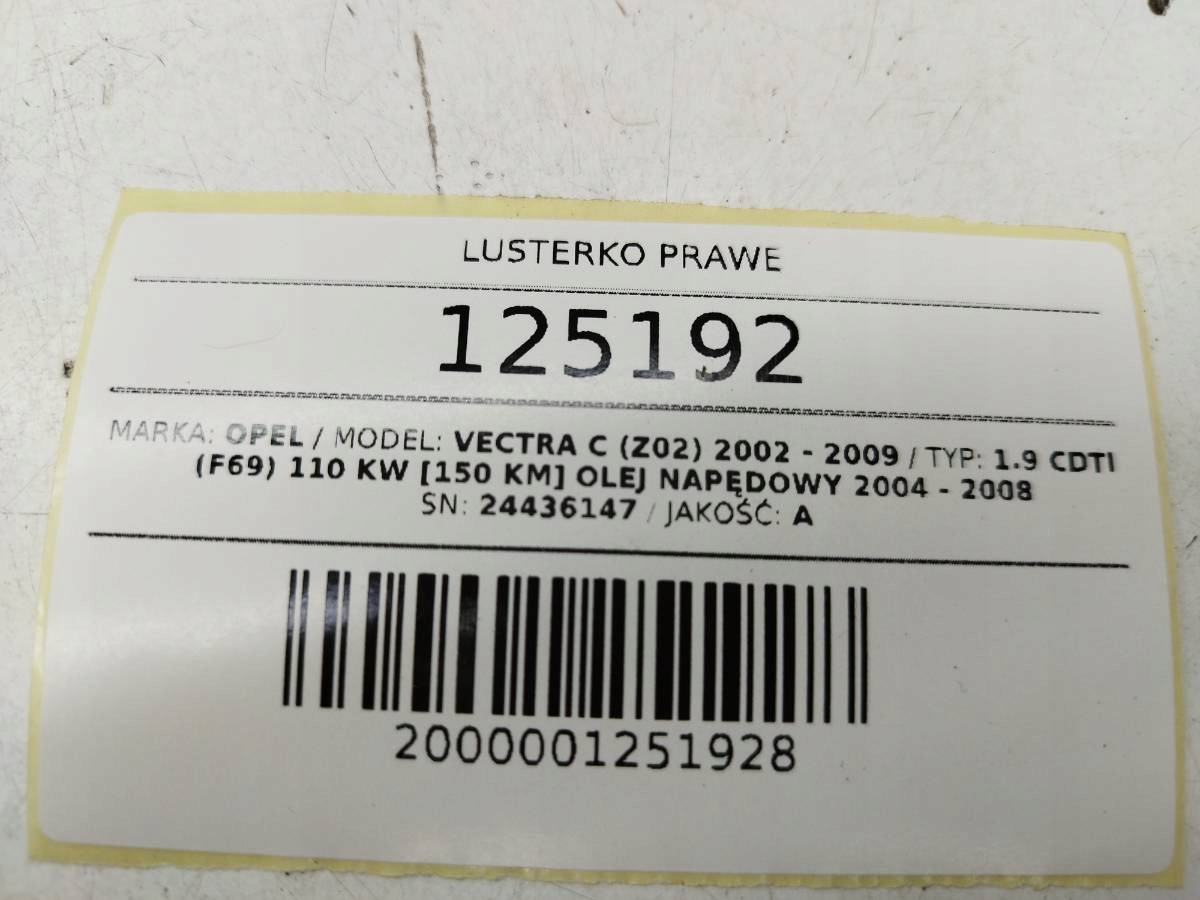 LUSTERKO PRAWE
125192
MARKA: OPEL / MODEL: VECTRA C (Z02) 2002 - 2009 / TYP: 1.9 CDTI
(F69) 110 KW [150 KM] OLEJ NAPĘDOWY 2004 - 2008
SN: 24436147 / JAKOŚĆ: A
2000001251928